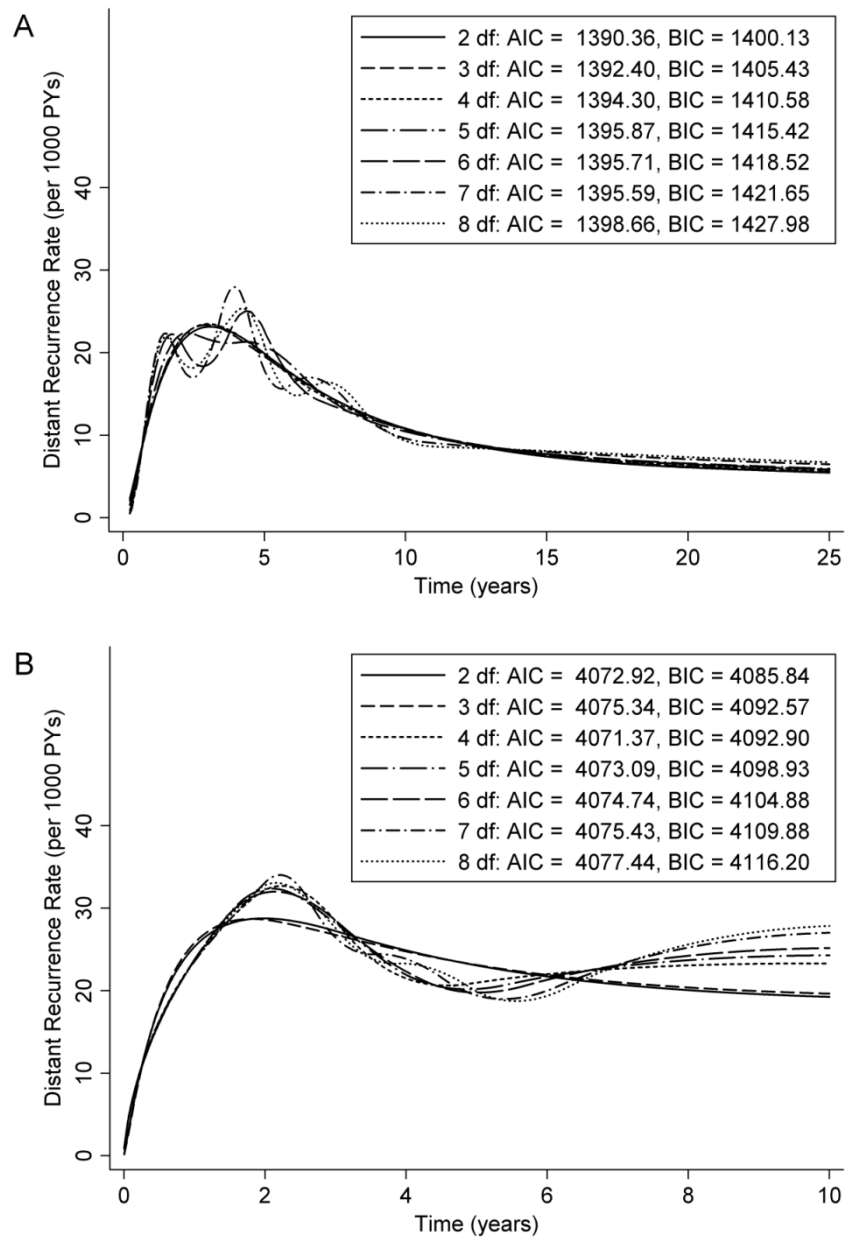 A
2 df: AIC = 1390.36, BIC = 1400.13
3 df: AIC = 1392.40, BIC = 1405.43
4 df: AIC = 1394.30, BIC = 1410.58
5 df: AIC = 1395.87, BIC = 1415.42
6 df: AIC = 1395.71, BIC = 1418.52
7 df: AIC = 1395.59, BIC = 1421.65
8 df: AIC = 1398.66, BIC = 1427.98
Distant Recurrence Rate (per 1000 PYs)
40
30
20
10
0
0 5 10 15 20 25
Time (years)
B
2 df: AIC = 4072.92, BIC = 4085.84
3 df: AIC = 4075.34, BIC = 4092.57
4 df: AIC = 4071.37, BIC = 4092.90
5 df: AIC = 4073.09, BIC = 4098.93
6 df: AIC = 4074.74, BIC = 4104.88
7 df: AIC = 4075.43, BIC = 4109.88
8 df: AIC = 4077.44, BIC = 4116.20
Distant Recurrence Rate (per 1000 PYs)
40
30
20
10
0
0 2 4 6 8 10
Time (years)